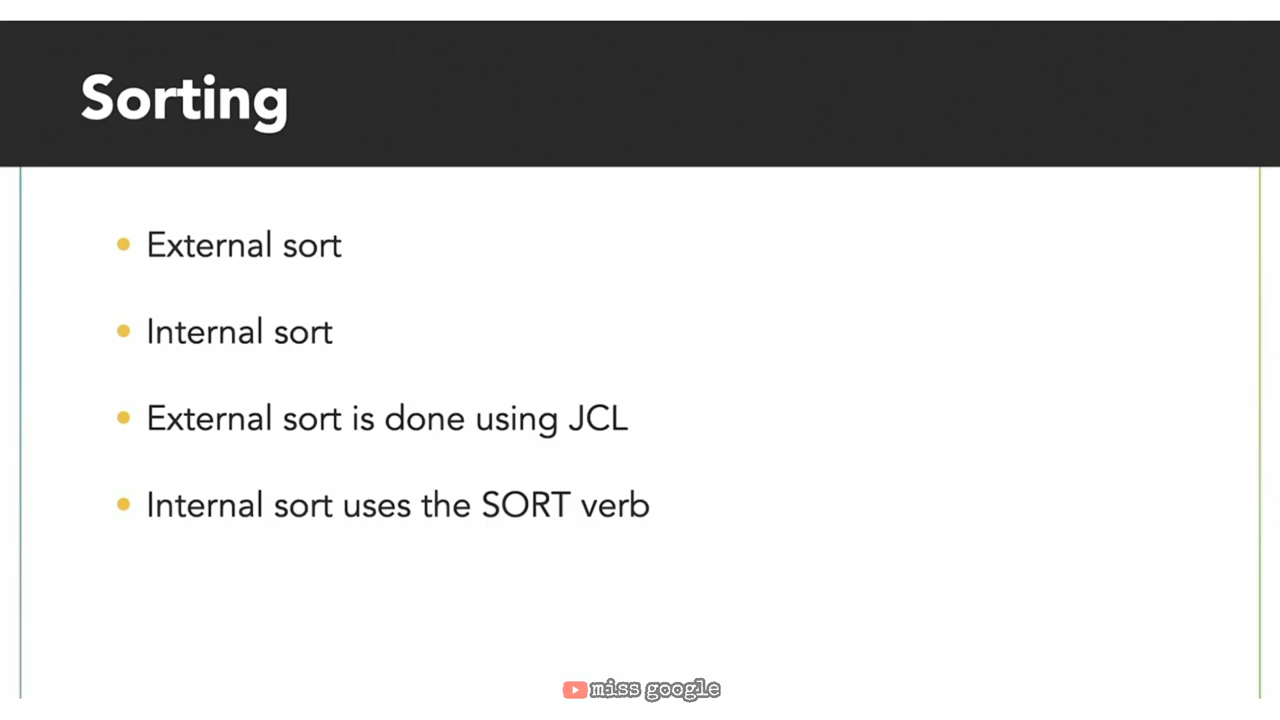 Sorting
• External sort
• Internal sort
• External sort is done using JCL
• Internal sort uses the SORT verb
miss google